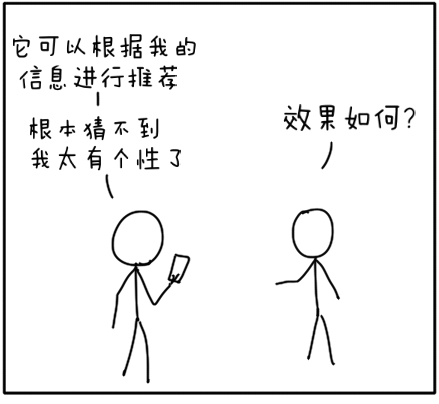 它可以根据我的
信息进行推荐
效果如何?
根本猜不到
我太有个性了